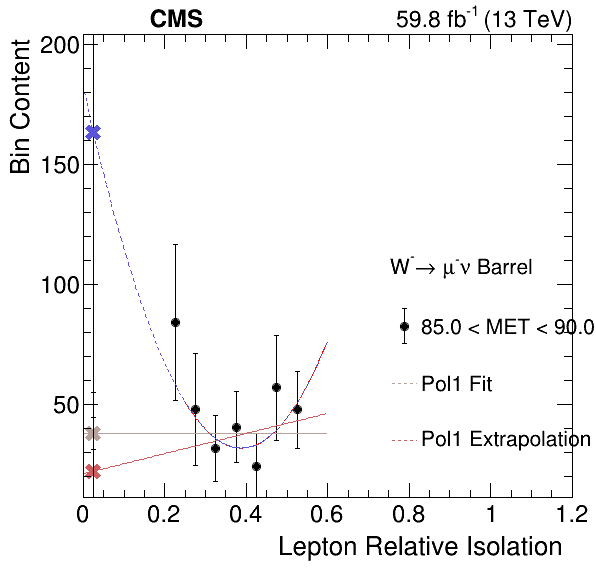 CMS
59.8 fb⁻¹ (13 TeV)
Bin Content
200
150
100
50
W⁻→ μ⁻ν Barrel
85.0 < MET < 90.0
Pol1 Fit
Pol1 Extrapolation
0 0.2 0.4 0.6 0.8 1 1.2
Lepton Relative Isolation